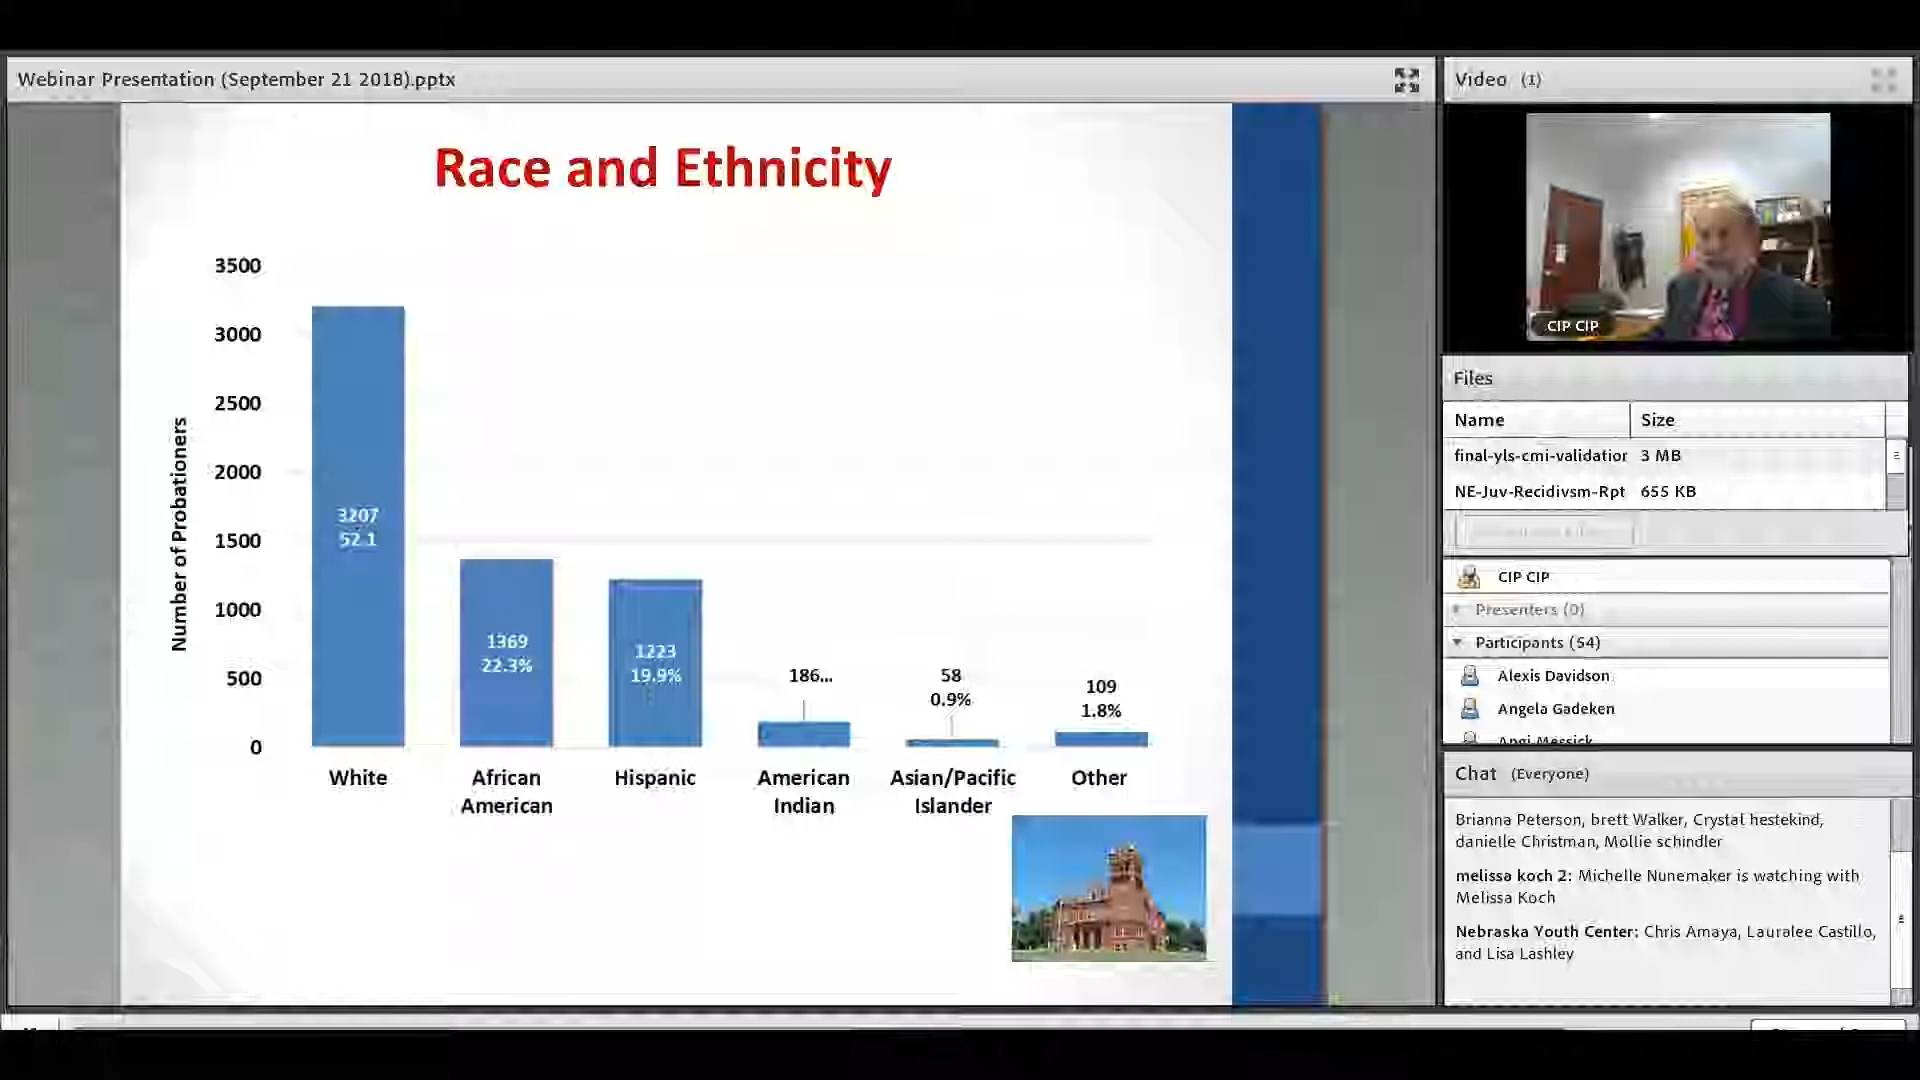 Webinar Presentation (September 21 2018).pptx
Race and Ethnicity
Number of Probationers
3500
3000
2500
2000
1500
1000
500
0
3207
52.1
1369
22.3%
1223
19.9%
186...
58
0.9%
109
1.8%
White
African
American
Hispanic
American
Indian
Asian/Pacific
Islander
Other
Video (1)
CIP CIP
Files
Name Size
final-yls-cmi-validation 3 MB
NE-Juv-Recidivsm-Rpt 655 KB
CIP CIP
Presenters (0)
Participants (54)
Alexis Davidson
Angela Gadeken
Angi Messick
Chat (Everyone)
Brianna Peterson, brett Walker, Crystal hestekind,
danielle Christman, Mollie schindler
melissa koch 2: Michelle Nunemaker is watching with
Melissa Koch
Nebraska Youth Center: Chris Amaya, Lauralee Castillo,
and Lisa Lashley